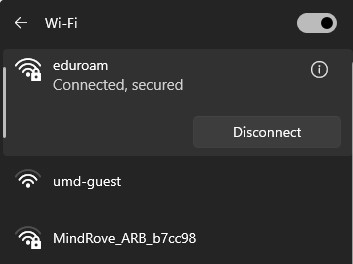 Wi-Fi
eduroam
Connected, secured
Disconnect
umd-guest
MindRove_ARB_b7cc98